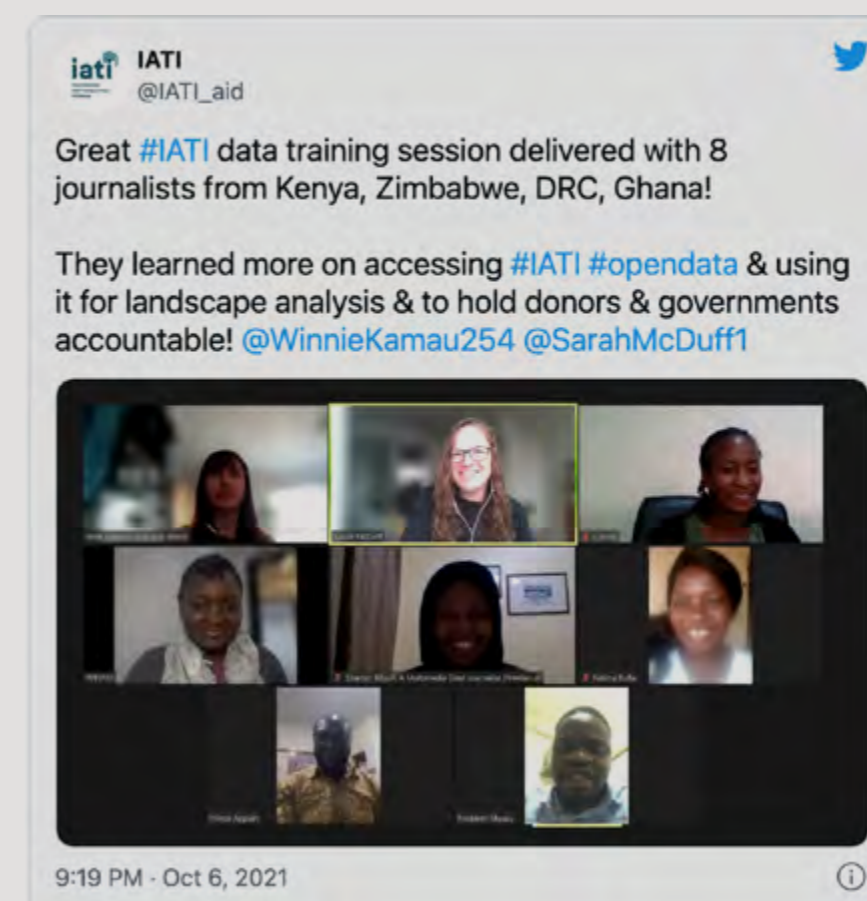 iati
IATI
@IATI_aid
Great #IATI data training session delivered with 8
journalists from Kenya, Zimbabwe, DRC, Ghana!
They learned more on accessing #IATI #opendata & using
it for landscape analysis & to hold donors & governments
accountable! @WinnieKamau254 @SarahMcDuff1
9:19 PM · Oct 6, 2021